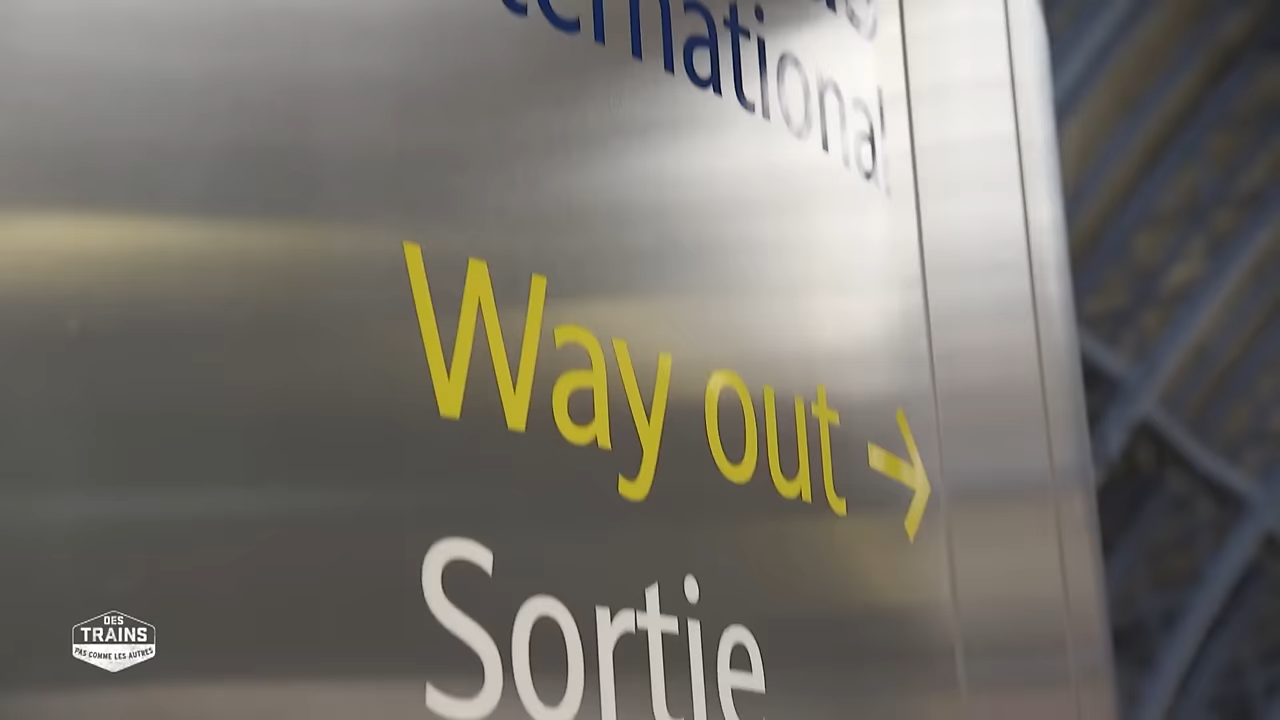 ternational
Way out →
Sortie
DES
TRAINS
PAS COMME LES AUTRES